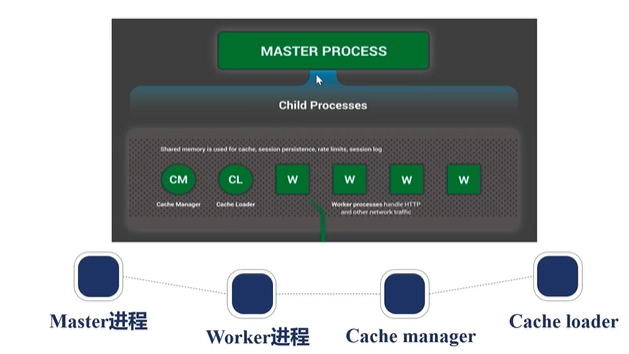 MASTER PROCESS
Child Processes
Shared memory is used for cache, session persistence, rate limits, session log
CM
CL
W
W
W
W
Cache Manager
Cache Loader
Worker processes handle HTTP
and other network traffic
Master进程
Worker进程
Cache manager
Cache loader